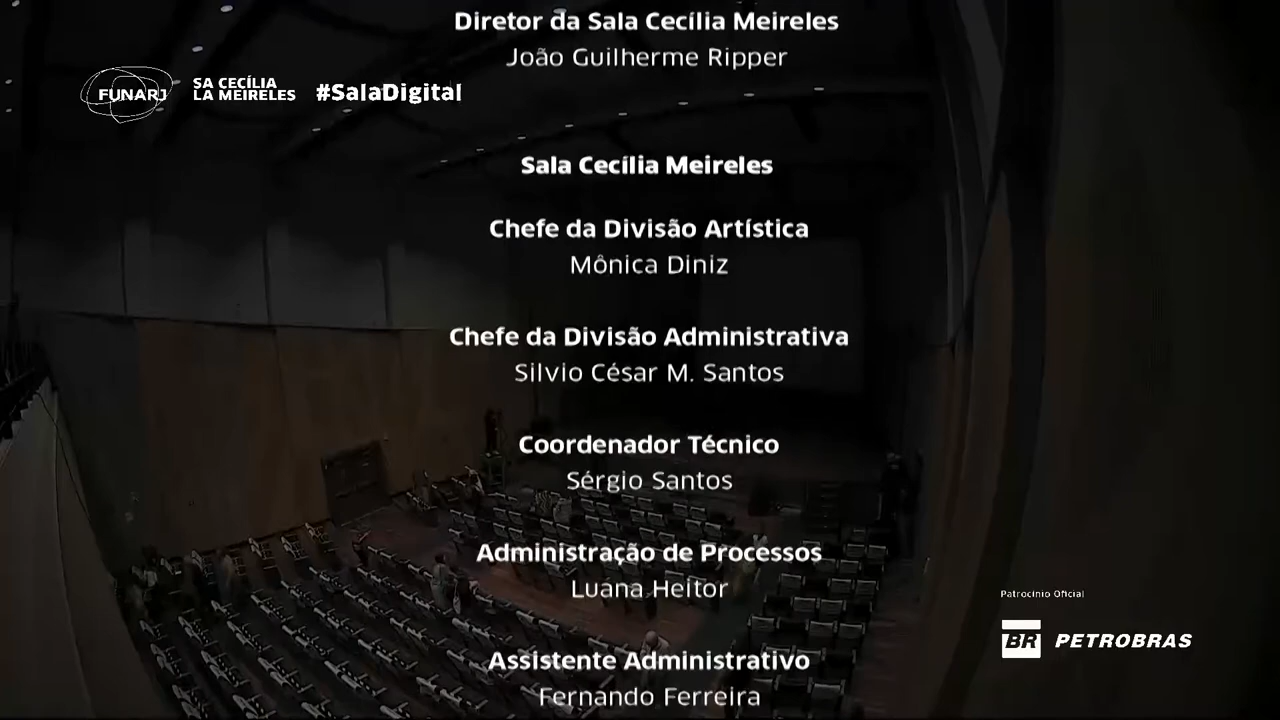 Diretor da Sala Cecília Meireles
João Guilherme Ripper
FUNARJ
SA CECÍLIA
LA MEIRELES
#SalaDigital
Sala Cecília Meireles
Chefe da Divisão Artística
Mônica Diniz
Chefe da Divisão Administrativa
Silvio César M. Santos
Coordenador Técnico
Sérgio Santos
Administração de Processos
Luana Heitor
Assistente Administrativo
Fernando Ferreira
Patrocínio Oficial
BR PETROBRAS